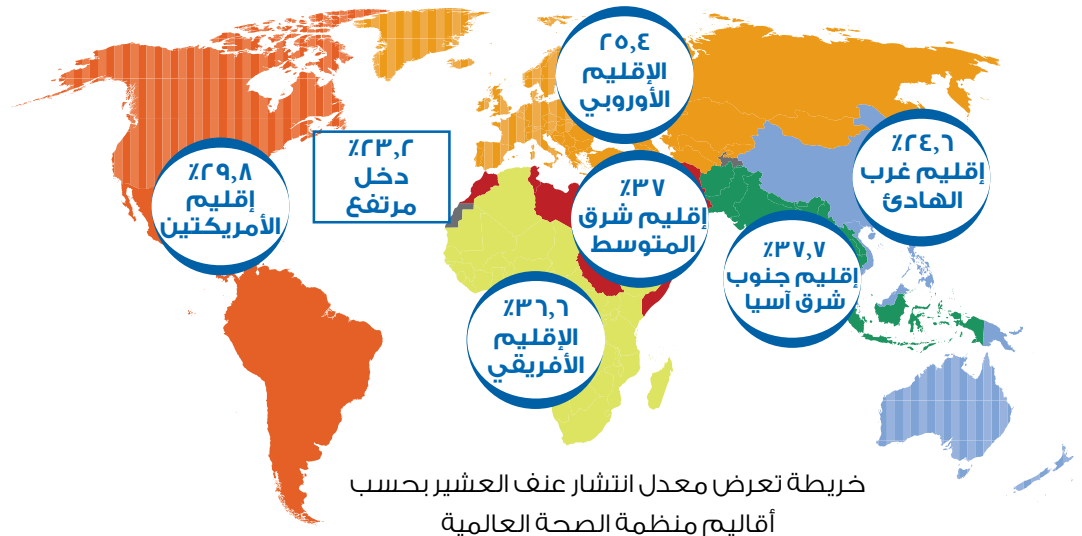 ٢٥,٤
الإقليم
الأوروبي
٪٢٤,٦
إقليم غرب
الهادئ
٪٢٣,٢
دخل
مرتفع
٪٢٩,٨
إقليم
الأمريكتين
٪٣٧
إقليم شرق
المتوسط
٪٣٧,٧
إقليم جنوب
شرق آسيا
٪٣٦,٦
الإقليم
الأفريقي
خريطة تعرض معدل انتشار عنف العشير بحسب
أقاليم منظمة الصحة العالمية